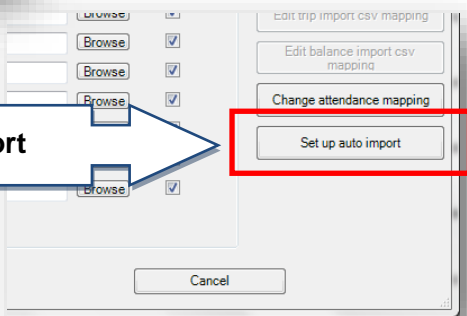 Edit trip import csv mapping
Browse
Browse
Edit balance import csv
mapping
Browse
Browse
Change attendance mapping
ort
Set up auto import
Browse
Cancel